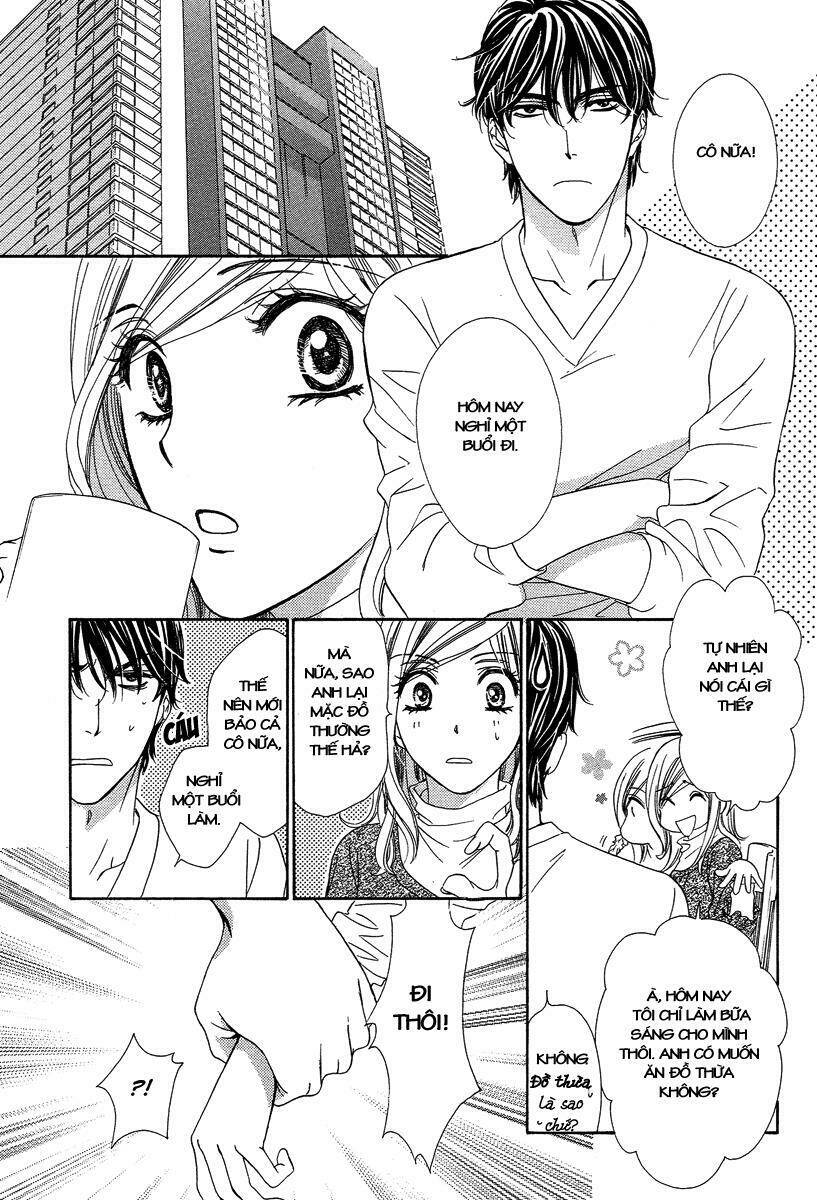 CÔ NỮA!
HÔM NAY
NGHỈ MỘT
BUỔI ĐI.
TỰ NHIÊN
ANH LẠI
NÓI CÁI GÌ
THẾ?
À, HÔM NAY
TÔI CHỈ LÀM BỮA
SÁNG CHO MÌNH
THÔI. ANH CÓ MUỐN
ĂN ĐỒ THỪA
KHÔNG?
KHÔNG
Đồ thừa
là sao
chứ?
MÀ
NỮA, SAO
ANH LẠI
MẶC ĐỒ
THƯỜNG
THẾ HẢ?
THẾ
NÊN MỚI
BẢO CẢ
CÔ NỮA,
CÁU
NGHỈ
MỘT BUỔI
LÀM.
ĐI
THÔI!
?!